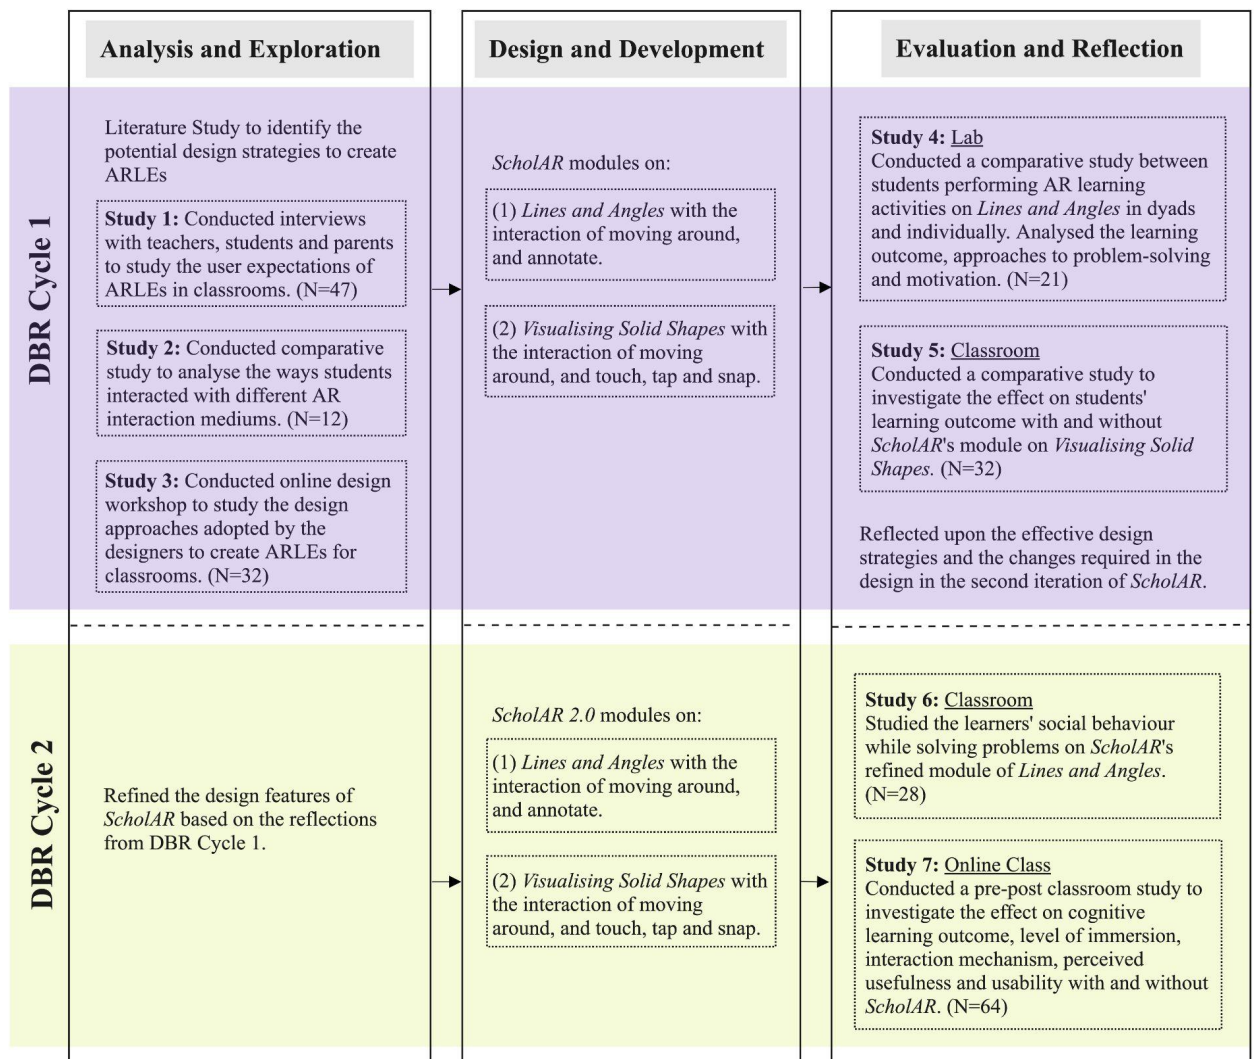 Analysis and Exploration
Design and Development
Evaluation and Reflection
DBR Cycle 1
Literature Study to identify the
potential design strategies to create
ARLEs
Study 1: Conducted interviews
with teachers, students and parents
to study the user expectations of
ARLEs in classrooms. (N=47)
Study 2: Conducted comparative
study to analyse the ways students
interacted with different AR
interaction mediums. (N=12)
Study 3: Conducted online design
workshop to study the design
approaches adopted by the
designers to create ARLEs for
classrooms. (N=32)
ScholAR modules on:
(1) Lines and Angles with the
interaction of moving around,
and annotate.
(2) Visualising Solid Shapes with
the interaction of moving
around, and touch, tap and snap.
Study 4: Lab
Conducted a comparative study between
students performing AR learning
activities on Lines and Angles in dyads
and individually. Analysed the learning
outcome, approaches to problem-solving
and motivation. (N=21)
Study 5: Classroom
Conducted a comparative study to
investigate the effect on students'
learning outcome with and without
ScholAR's module on Visualising Solid
Shapes. (N=32)
Reflected upon the effective design
strategies and the changes required in the
design in the second iteration of ScholAR.
DBR Cycle 2
Refined the design features of
ScholAR based on the reflections
from DBR Cycle 1.
ScholAR 2.0 modules on:
(1) Lines and Angles with the
interaction of moving around,
and annotate.
(2) Visualising Solid Shapes with
the interaction of moving
around, and touch, tap and snap.
Study 6: Classroom
Studied the learners' social behaviour
while solving problems on ScholAR's
refined module of Lines and Angles.
(N=28)
Study 7: Online Class
Conducted a pre-post classroom study to
investigate the effect on cognitive
learning outcome, level of immersion,
interaction mechanism, perceived
usefulness and usability with and without
ScholAR. (N=64)